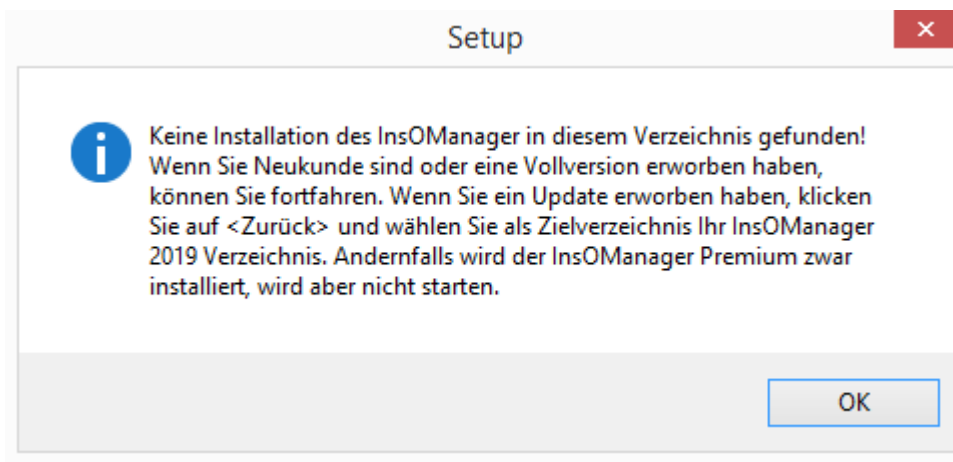 Setup
Keine Installation des InsOManager in diesem Verzeichnis gefunden!
Wenn Sie Neukunde sind oder eine Vollversion erworben haben,
können Sie fortfahren. Wenn Sie ein Update erworben haben, klicken
Sie auf <Zurück> und wählen Sie als Zielverzeichnis Ihr InsOManager
2019 Verzeichnis. Andernfalls wird der InsOManager Premium zwar
installiert, wird aber nicht starten.
OK